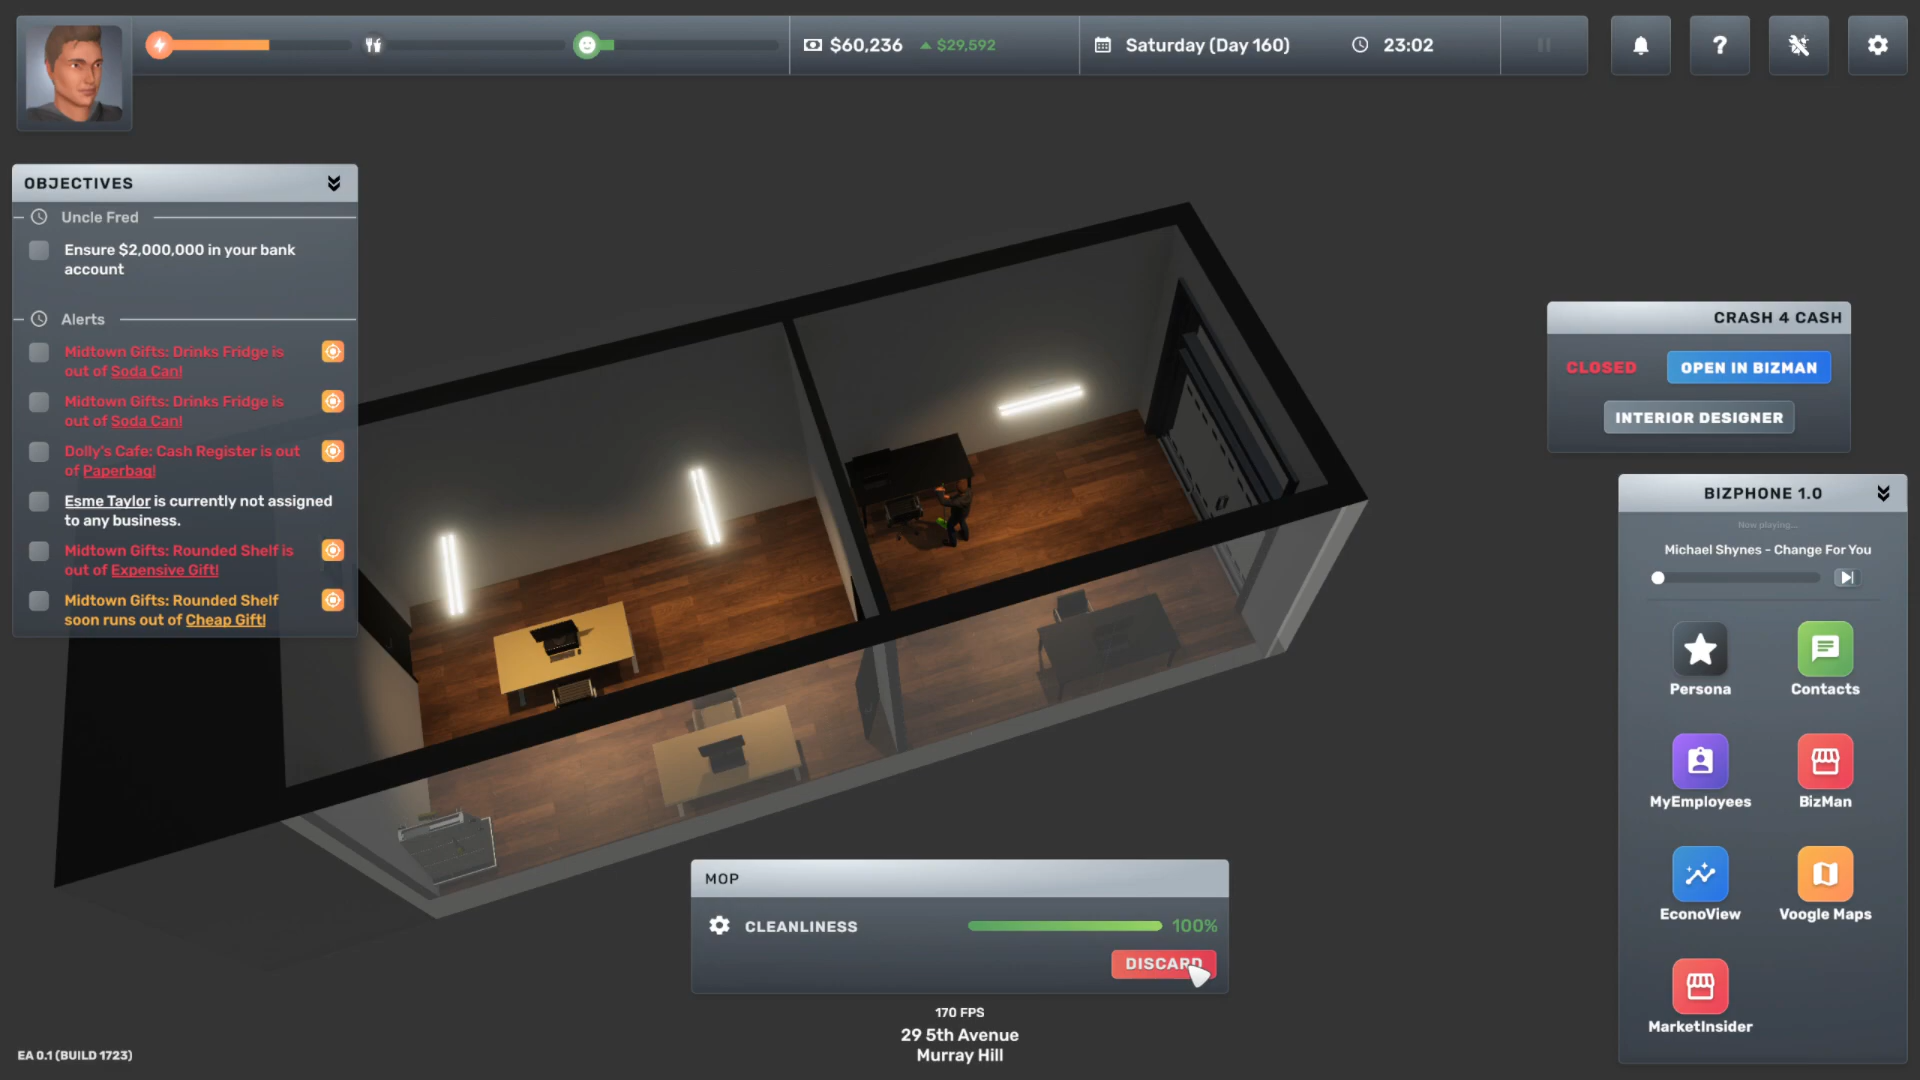 $60,236
$29,592
Saturday (Day 160)
23:02
?
OBJECTIVES
Uncle Fred
Ensure $2,000,000 in your bank
account
Alerts
Midtown Gifts: Drinks Fridge is
out of Soda Can!
Midtown Gifts: Drinks Fridge is
out of Soda Can!
Dolly's Cafe: Cash Register is out
of Paperbag!
Esme Taylor is currently not assigned
to any business.
Midtown Gifts: Rounded Shelf is
out of Expensive Gift!
Midtown Gifts: Rounded Shelf
soon runs out of Cheap Gift!
CRASH 4 CASH
CLOSED
OPEN IN BIZMAN
INTERIOR DESIGNER
BIZPHONE 1.0
Now playing...
Michael Shynes - Change For You
Persona
Contacts
MyEmployees
BizMan
EconoView
Voogle Maps
MarketInsider
MOP
CLEANLINESS
100%
DISCARD
170 FPS
29 5th Avenue
Murray Hill
EA 0.1 (BUILD 1723)